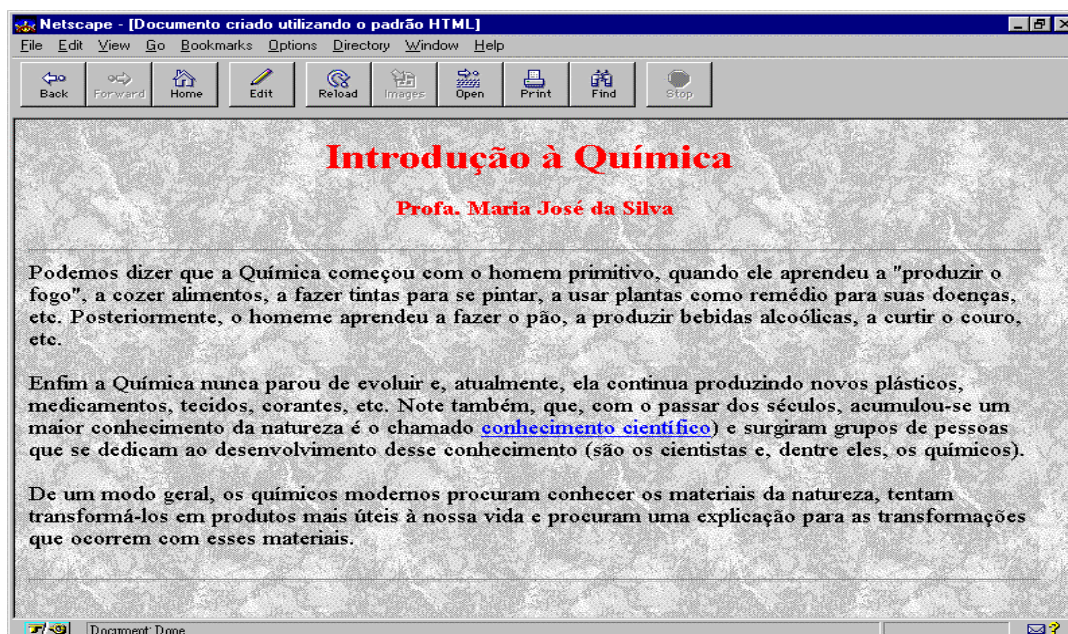 Netscape - [Documento criado utilizando o padrão HTML]
File Edit View Go Bookmarks Options Directory Window Help
Back Forward Home Edit Reload Images Open Print Find Stop
Introdução à Química
Profa. Maria José da Silva
Podemos dizer que a Química começou com o homem primitivo, quando ele aprendeu a "produzir o
fogo", a cozer alimentos, a fazer tintas para se pintar, a usar plantas como remédio para suas doenças,
etc. Posteriormente, o homeme aprendeu a fazer o pão, a produzir bebidas alcoólicas, a curtir o couro,
etc.
Enfim a Química nunca parou de evoluir e, atualmente, ela continua produzindo novos plásticos,
medicamentos, tecidos, corantes, etc. Note também, que, com o passar dos séculos, acumulou-se um
maior conhecimento da natureza é o chamado conhecimento científico) e surgiram grupos de pessoas
que se dedicam ao desenvolvimento desse conhecimento (são os cientistas e, dentre eles, os químicos).
De um modo geral, os químicos modernos procuram conhecer os materiais da natureza, tentam
transformá-los em produtos mais úteis à nossa vida e procuram uma explicação para as transformações
que ocorrem com esses materiais.
Document: Done